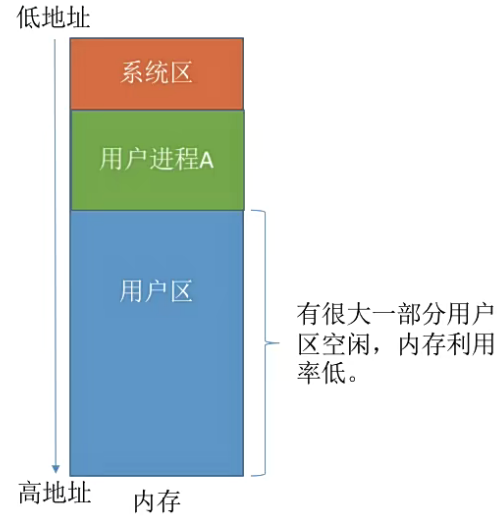 低地址
系统区
用户进程A
用户区
有很大一部分用户
区空闲，内存利用
率低。
高地址
内存